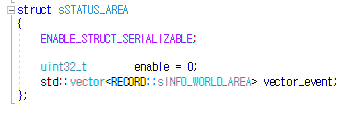 struct sSTATUS_AREA
{
ENABLE_STRUCT_SERIALIZABLE;
uint32_t enable = 0;
std::vector<RECORD::sINFO_WORLD_AREA> vector_event;
};